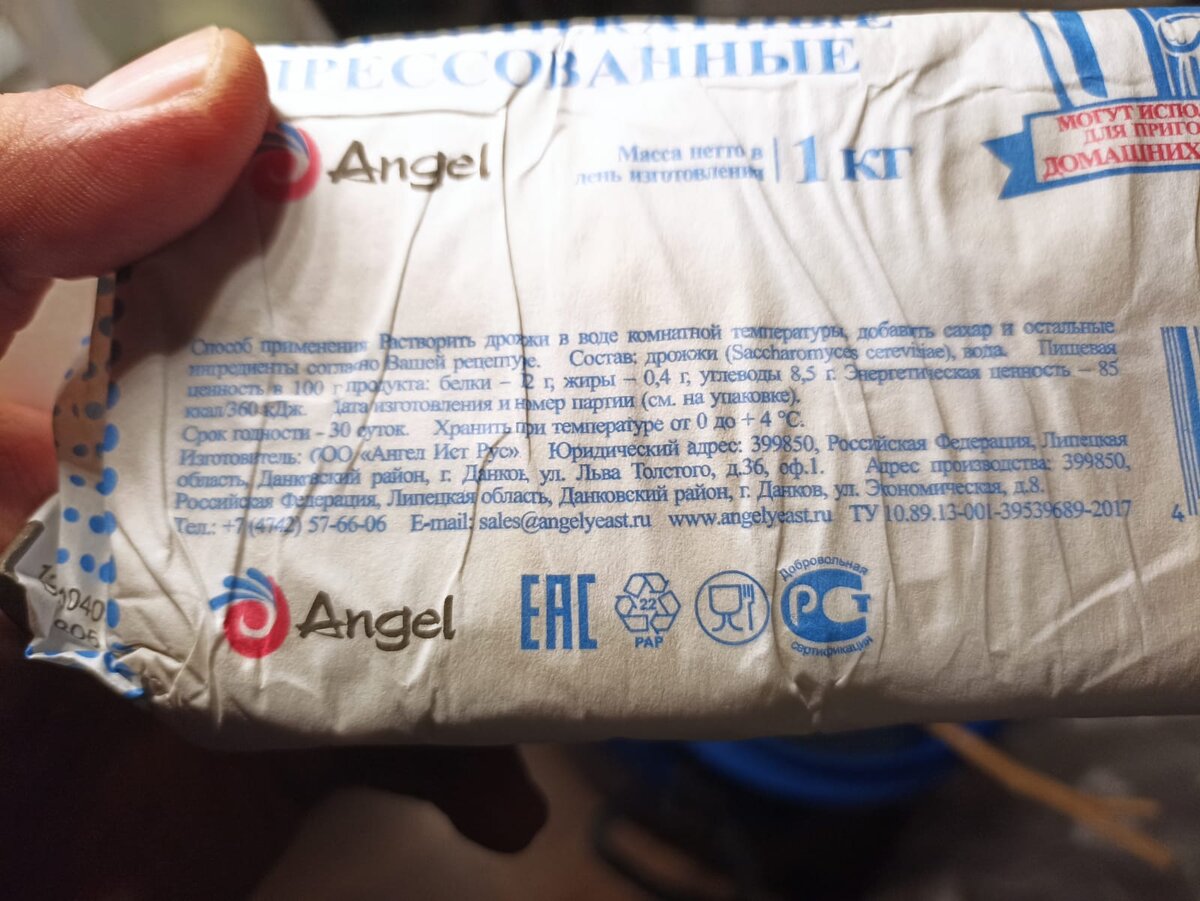 ПРЕССОВАННЫЕ
Angel
Масса нетто в
день изготовления
1 кг
МОГУТ
ДЛЯ
ДОМАШНИХ
Способ применения Растворить дрожжи в воде комнатной температуры, добавить сахар и остальные
ингредиенты согласно Вашей рецептуре. Состав: дрожжи (Saccharomyces cerevisiae), вода. Пищевая
ценность в 100 г продукта: белки – 12 г, жиры – 0,4 г, углеводы 8,5 г. Энергетическая ценность – 85
ккал/360 кДж. Дата изготовления и номер партии (см. на упаковке).
Срок годности - 30 суток. Хранить при температуре от 0 до + 4 °C.
Изготовитель: ООО «Ангел Ист Рус» Юридический адрес: 399850, Российская Федерация, Липецкая
область, Данковский район, г. Данков, ул. Льва Толстого, д.36, оф.1. Адрес производства: 399850,
Российская Федерация, Липецкая область, Данковский район, г. Данков, ул. Экономическая, д.8.
Тел.: +7 (4742) 57-66-06 E-mail: sales@angelyeast.ru www.angelyeast.ru ТУ 10.89.13-001-39539689-2017
4
Angel
EAC
22
PAP
Добровольная
РСТ
сертификация